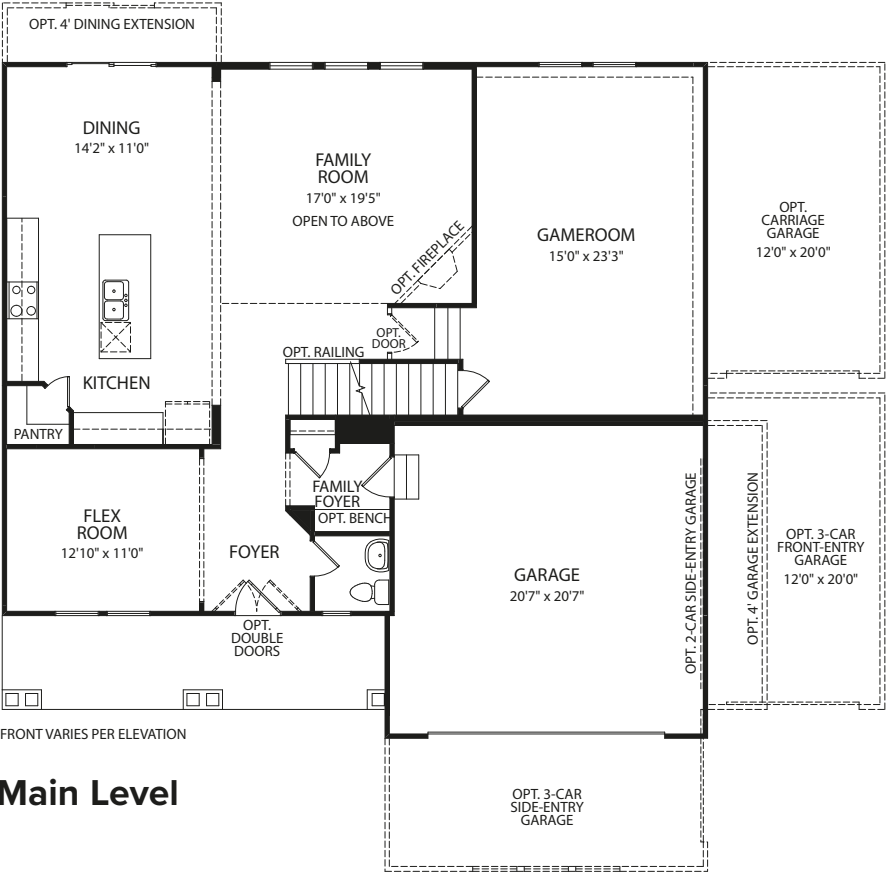 OPT. 4' DINING EXTENSION
DINING
14'2" x 11'0"
FAMILY
ROOM
17'0" x 19'5"
OPEN TO ABOVE
OPT. FIREPLACE
GAMEROOM
15'0" x 23'3"
OPT.
CARRIAGE
GARAGE
12'0" x 20'0"
OPT.
DOOR
OPT. RAILING
KITCHEN
PANTRY
FAMILY
FOYER
OPT. BENCH
FLEX
ROOM
12'10" x 11'0"
FOYER
OPT.
DOUBLE
DOORS
GARAGE
20'7" x 20'7"
OPT. 2-CAR SIDE-ENTRY GARAGE
OPT. 4' GARAGE EXTENSION
OPT. 3-CAR
FRONT-ENTRY
GARAGE
12'0" x 20'0"
FRONT VARIES PER ELEVATION
Main Level
OPT. 3-CAR
SIDE-ENTRY
GARAGE